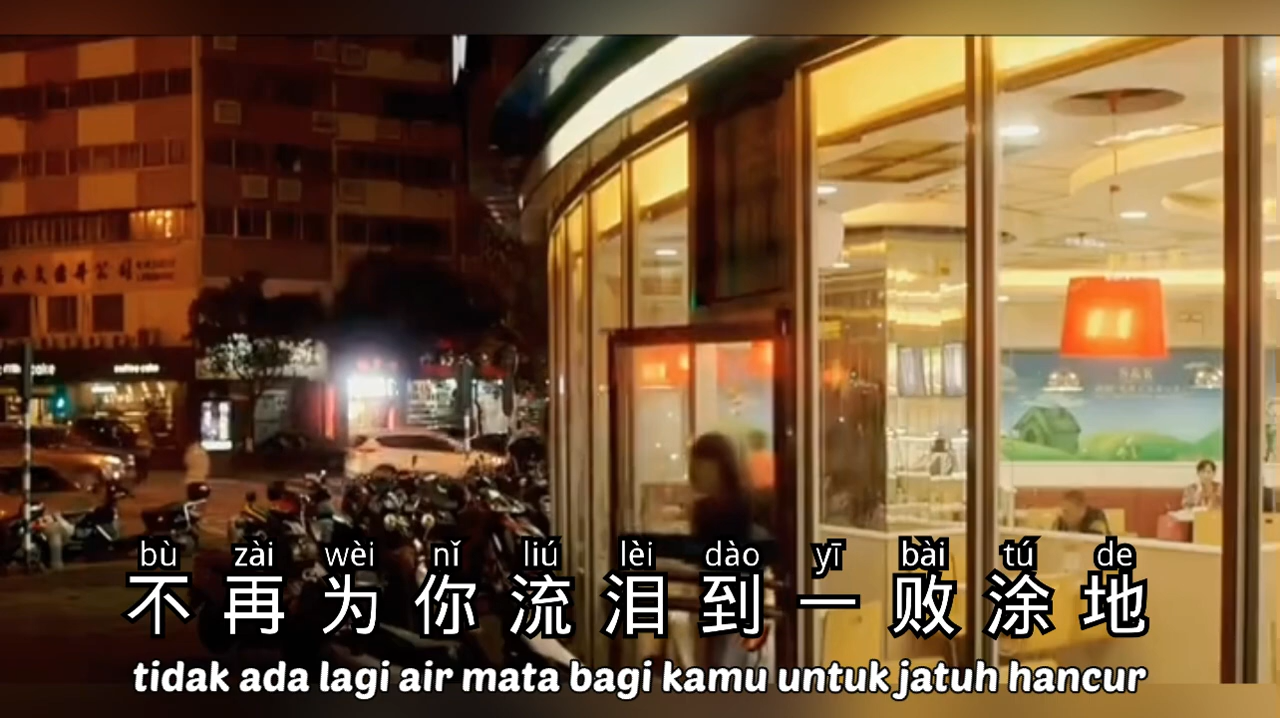 S&R
bù zài wèi nǐ liú lèi dào yī bài tú de
不再为你流泪到一败涂地
tidak ada lagi air mata bagi kamu untuk jatuh hancur